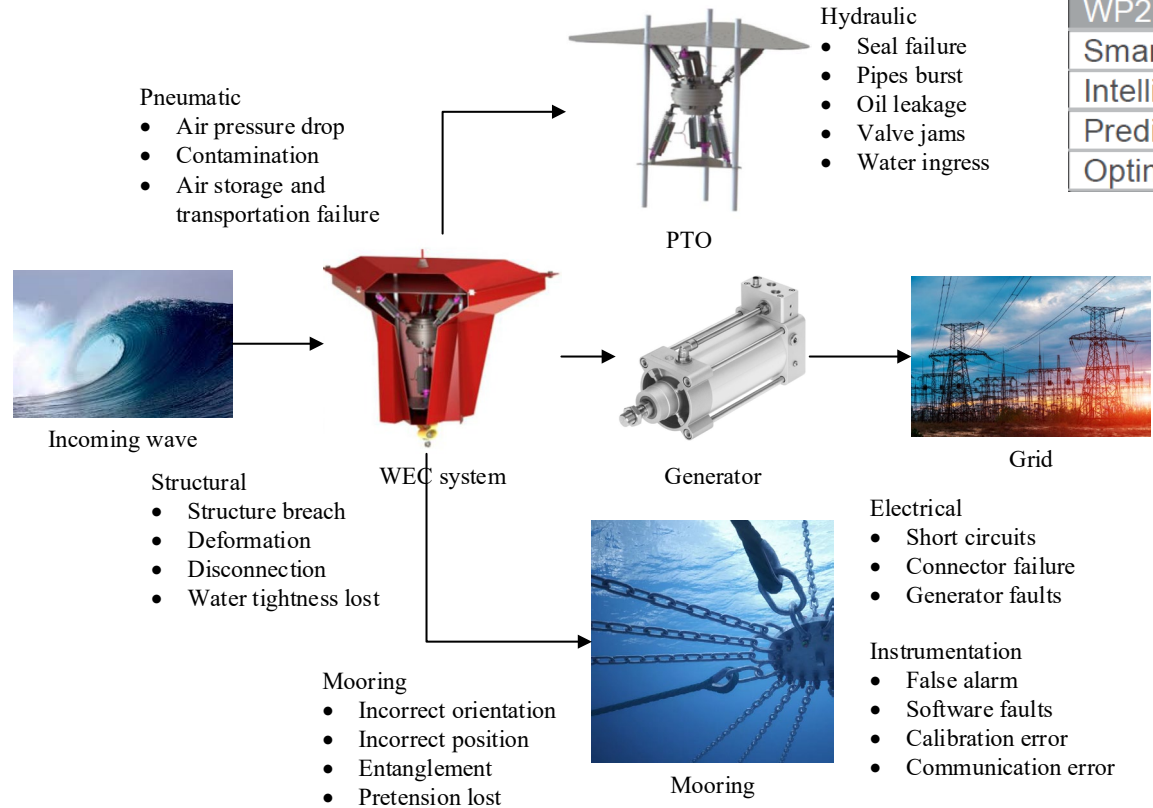 Pneumatic
• Air pressure drop
• Contamination
• Air storage and
transportation failure
Hydraulic
• Seal failure
• Pipes burst
• Oil leakage
• Valve jams
• Water ingress
WP2
PTO
Incoming wave
WEC system
Generator
Grid
Structural
• Structure breach
• Deformation
• Disconnection
• Water tightness lost
Electrical
• Short circuits
• Connector failure
• Generator faults
Instrumentation
• False alarm
• Software faults
• Calibration error
• Communication error
Mooring
• Incorrect orientation
• Incorrect position
• Entanglement
• Pretension lost
Mooring